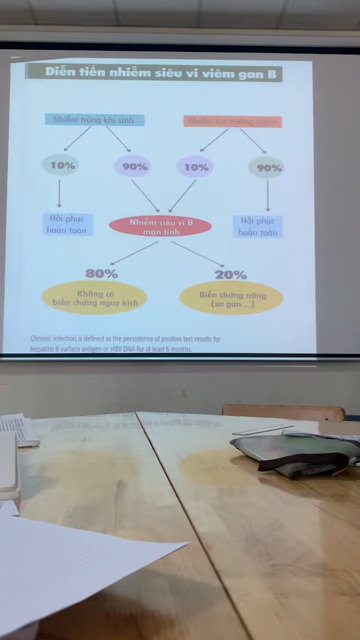 Diễn tiến nhiễm siêu vi viêm gan B
Nhiễm trùng khi sinh
Nhiễm lúc trưởng thành
10%
90%
10%
90%
Hồi phục
hoàn toàn
Nhiễm siêu vi B
mạn tính
Hồi phục
hoàn toàn
80%
20%
Không có
biến chứng nguy kịch
Biến chứng nặng
(xơ gan ...)
Chronic infection is defined as the persistence of positive test results for
hepatitis B surface antigen or HBV DNA for at least 6 months.